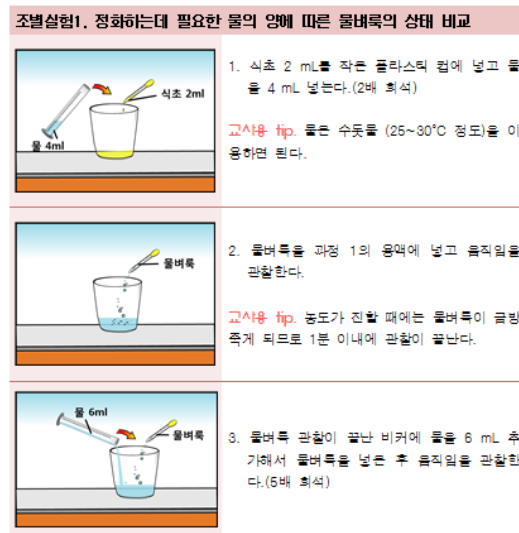 조별실험1. 정화하는데 필요한 물의 양에 따른 물벼룩의 상태 비교
식초 2ml
물 4ml
1. 식초 2 mL를 작은 플라스틱 컵에 넣고 물
을 4 mL 넣는다.(2배 희석)
교사용 tip. 물은 수돗물 (25~30℃ 정도)을 이
용하면 된다.
물벼룩
2. 물벼룩을 과정 1의 용액에 넣고 움직임을
관찰한다.
교사용 tip. 농도가 진할 때에는 물벼룩이 금방
죽게 되므로 1분 이내에 관찰이 끝난다.
물 6ml
물벼룩
3. 물벼룩 관찰이 끝난 비커에 물을 6 mL 추
가해서 물벼룩을 넣은 후 움직임을 관찰한
다.(5배 희석)